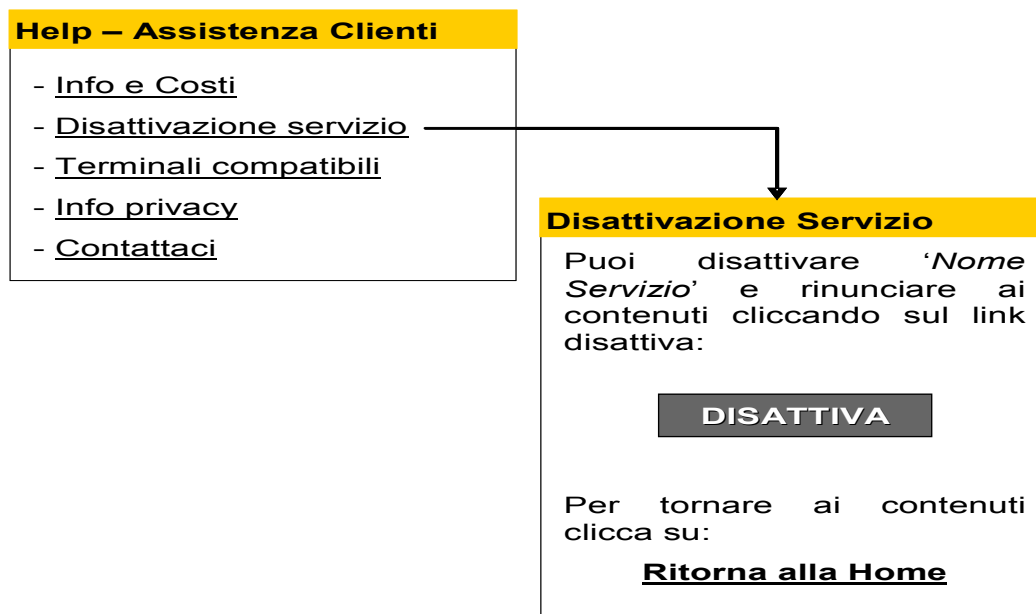 Help – Assistenza Clienti
- Info e Costi
- Disattivazione servizio
- Terminali compatibili
- Info privacy
- Contattaci
Disattivazione Servizio
Puoi disattivare ‘Nome
Servizio’ e rinunciare ai
contenuti cliccando sul link
disattiva:
DISATTIVA
Per tornare ai contenuti
clicca su:
Ritorna alla Home